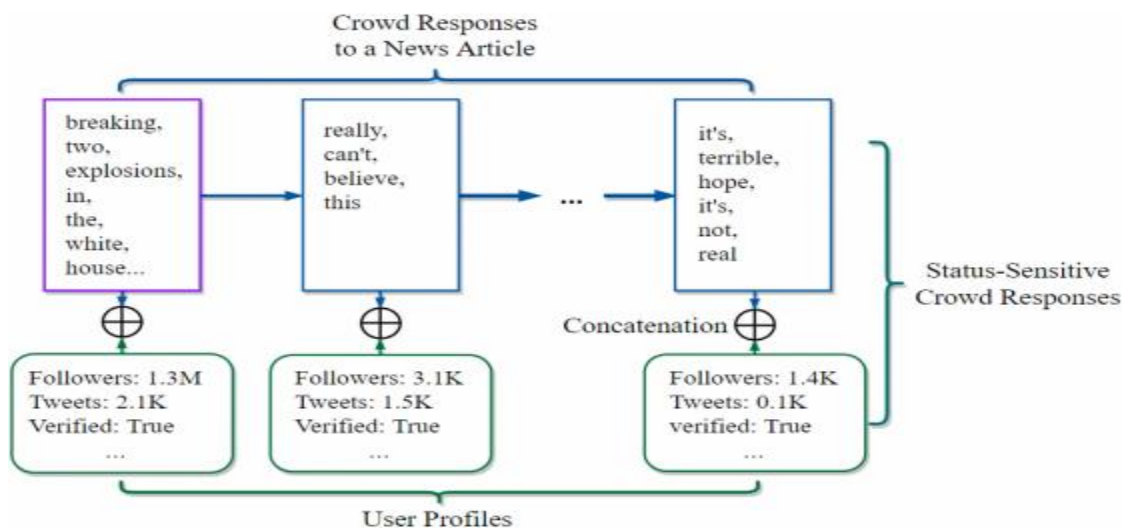 Crowd Responses
to a News Article
breaking,
two,
explosions,
in,
the,
white,
house...
really,
can't,
believe,
this
...
it's,
terrible,
hope,
it's,
not,
real
Status-Sensitive
Crowd Responses
Concatenation
Followers: 1.3M
Tweets: 2.1K
Verified: True
...
Followers: 3.1K
Tweets: 1.5K
Verified: True
...
Followers: 1.4K
Tweets: 0.1K
verified: True
...
User Profiles